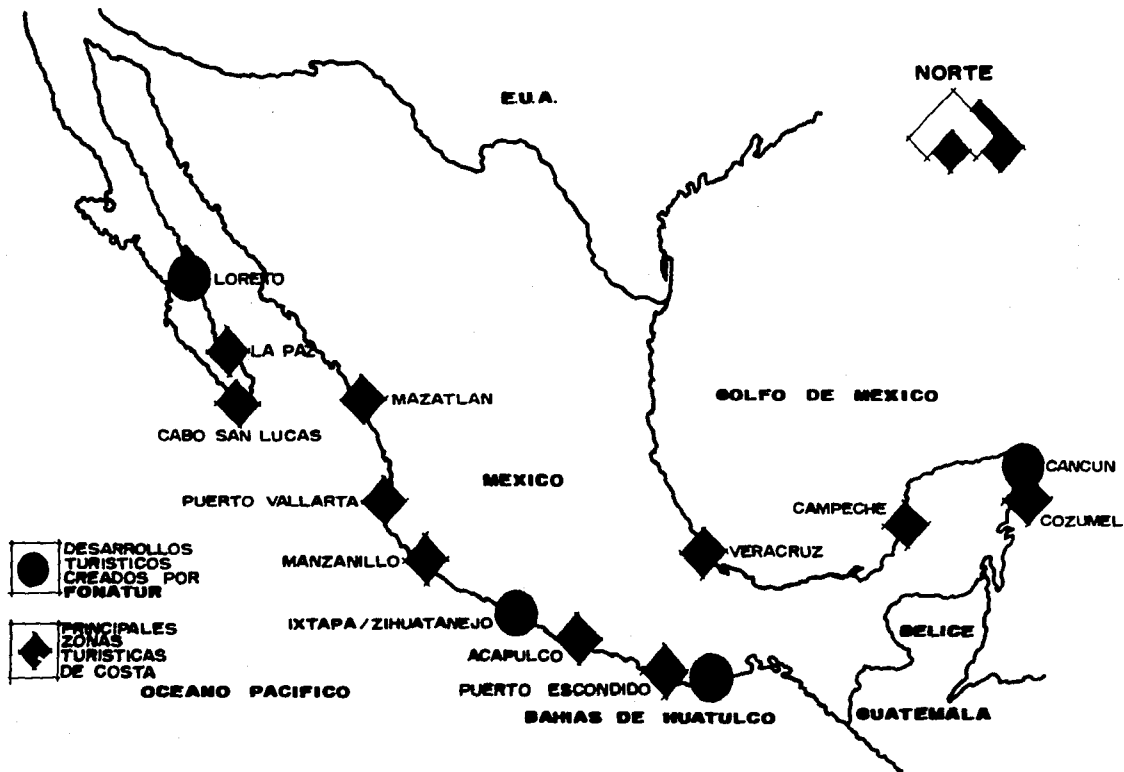 NORTE
E.U.A.
LORETO
LA PAZ
CABO SAN LUCAS
MAZATLAN
GOLFO DE MEXICO
MEXICO
PUERTO VALLARTA
CANCUN
CAMPECHE
COZUMEL
MANZANILLO
VERACRUZ
DESARROLLOS
TURISTICOS
CREADOS POR
FONATUR
IXTAPA/ZIHUATANEJO
ACAPULCO
BELICE
PRINCIPALES
ZONAS
TURISTICAS
DE COSTA
OCEANO PACIFICO
PUERTO ESCONDIDO
BAHIAS DE HUATULCO
GUATEMALA